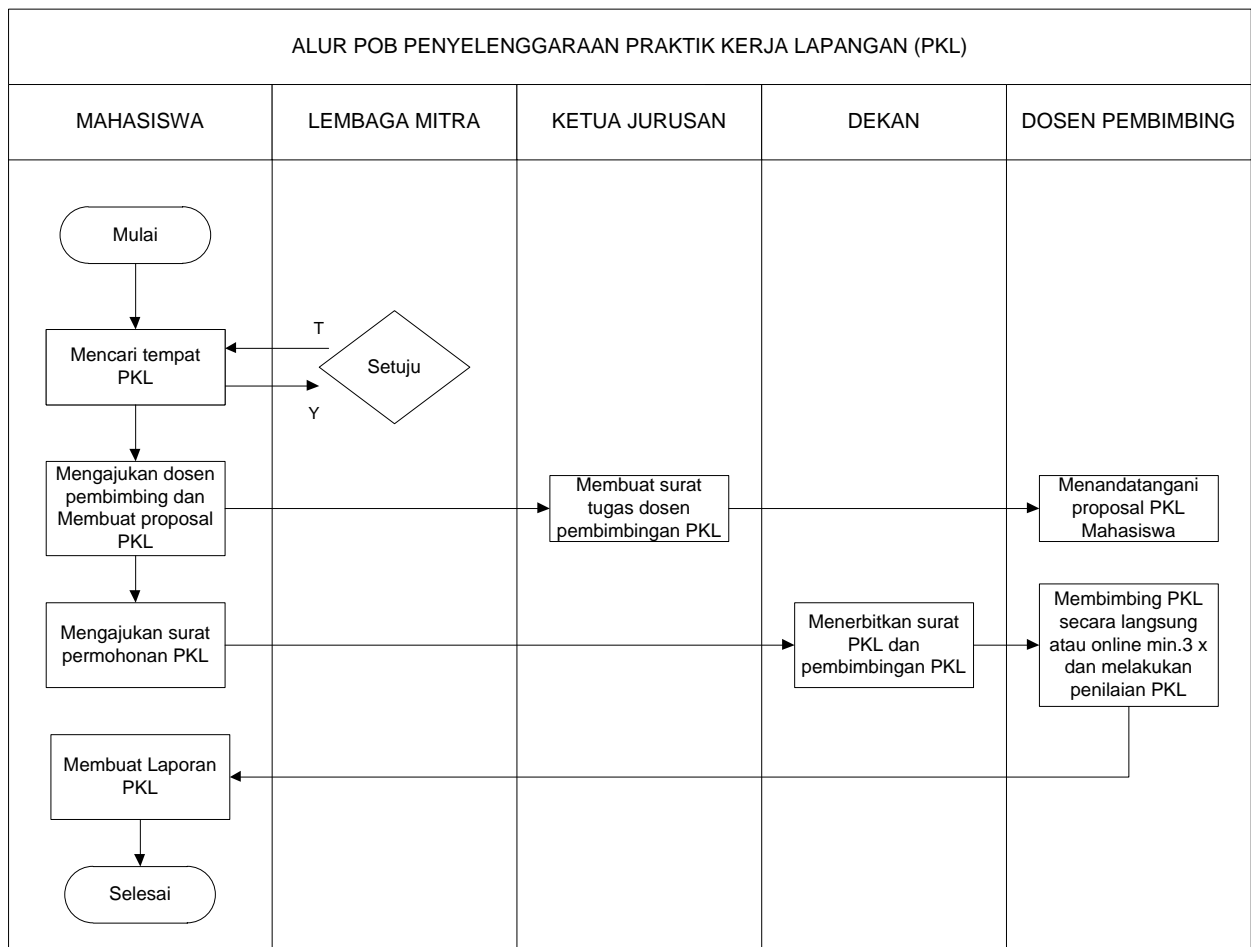 ALUR POB PENYELENGGARAAN PRAKTIK KERJA LAPANGAN (PKL)
MAHASISWA
LEMBAGA MITRA
KETUA JURUSAN
DEKAN
DOSEN PEMBIMBING
Mulai
Mencari tempat
PKL
T
Y
Setuju
Mengajukan dosen
pembimbing dan
Membuat proposal
PKL
Membuat surat
tugas dosen
pembimbingan PKL
Menandatangani
proposal PKL
Mahasiswa
Mengajukan surat
permohonan PKL
Menerbitkan surat
PKL dan
pembimbingan PKL
Membimbing PKL
secara langsung
atau online min.3 x
dan melakukan
penilaian PKL
Membuat Laporan
PKL
Selesai